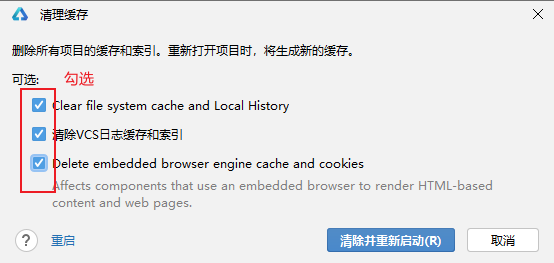 清理缓存
删除所有项目的缓存和索引。重新打开项目时，将生成新的缓存。
可选: 勾选
Clear file system cache and Local History
清除VCS日志缓存和索引
Delete embedded browser engine cache and cookies
Affects components that use an embedded browser to render HTML-based
content and web pages.
? 重启 清除并重新启动(R) 取消